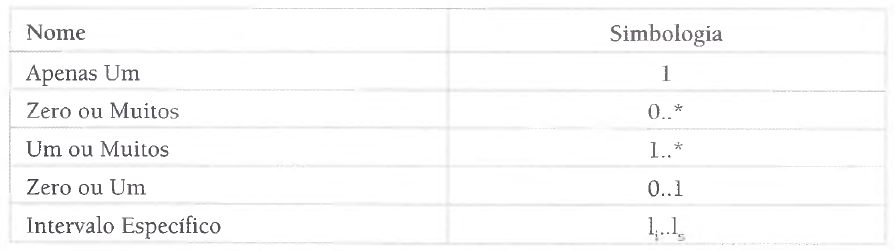 Nome Simbologia
Apenas Um 1
Zero ou Muitos 0..*
Um ou Muitos 1..*
Zero ou Um 0..1
Intervalo Específico lᵢ..lₛ